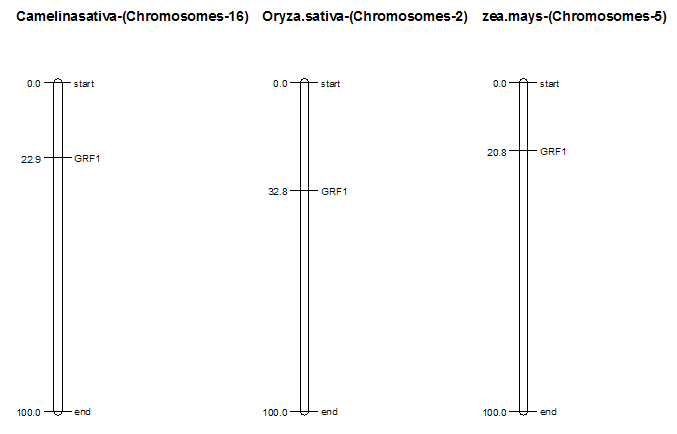 Camelinasativa-(Chromosomes-16)
0.0 start
22.9 GRF1
100.0 end
Oryza.sativa-(Chromosomes-2)
0.0 start
32.8 GRF1
100.0 end
zea.mays-(Chromosomes-5)
0.0 start
20.8 GRF1
100.0 end